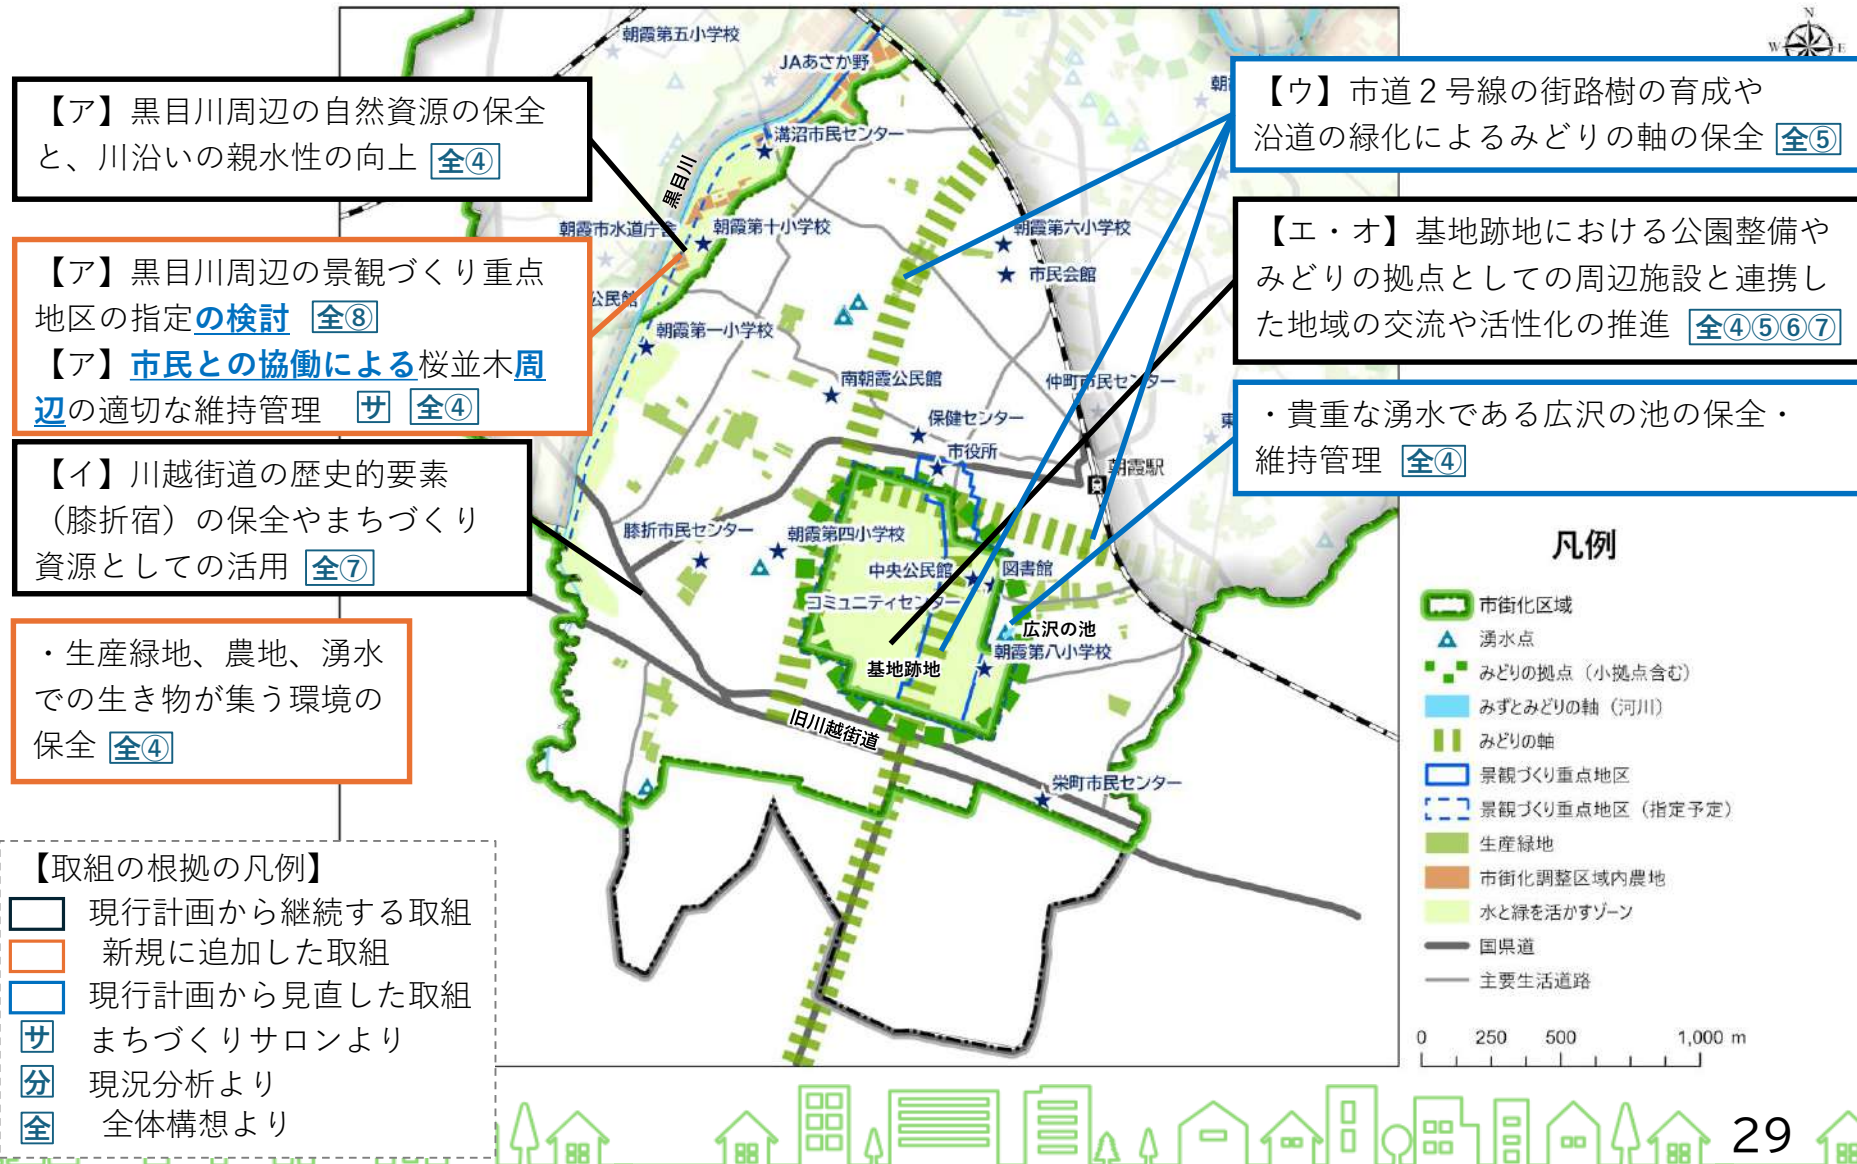 【ア】黒目川周辺の自然資源の保全
と、川沿いの親水性の向上 全④
【ア】黒目川周辺の景観づくり重点
地区の指定の検討 全⑧
【ア】市民との協働による桜並木周
辺の適切な維持管理 サ 全④
【イ】川越街道の歴史的要素
（膝折宿）の保全やまちづくり
資源としての活用 全⑦
・生産緑地、農地、湧水
での生き物が集う環境の
保全 全④
【取組の根拠の凡例】
現行計画から継続する取組
新規に追加した取組
現行計画から見直した取組
サ まちづくりサロンより
分 現況分析より
全 全体構想より
朝霞第五小学校
JAあさか野
溝沼市民センター
黒目川
朝霞市水道庁舎
朝霞第十小学校
朝霞第六小学校
市民会館
公民館
朝霞第一小学校
南朝霞公民館
仲町市民センター
保健センター
市役所
朝霞駅
膝折市民センター
朝霞第四小学校
中央公民館
図書館
コミュニティセンター
広沢の池
朝霞第八小学校
基地跡地
旧川越街道
栄町市民センター
【ウ】市道２号線の街路樹の育成や
沿道の緑化によるみどりの軸の保全 全⑤
【エ・オ】基地跡地における公園整備や
みどりの拠点としての周辺施設と連携し
た地域の交流や活性化の推進 全④⑤⑥⑦
・貴重な湧水である広沢の池の保全・
維持管理 全④
N
W
E
凡例
市街化区域
湧水点
みどりの拠点（小拠点含む）
みずとみどりの軸（河川）
みどりの軸
景観づくり重点地区
景観づくり重点地区（指定予定）
生産緑地
市街化調整区域内農地
水と緑を活かすゾーン
国県道
主要生活道路
0 250 500 1,000 m
29